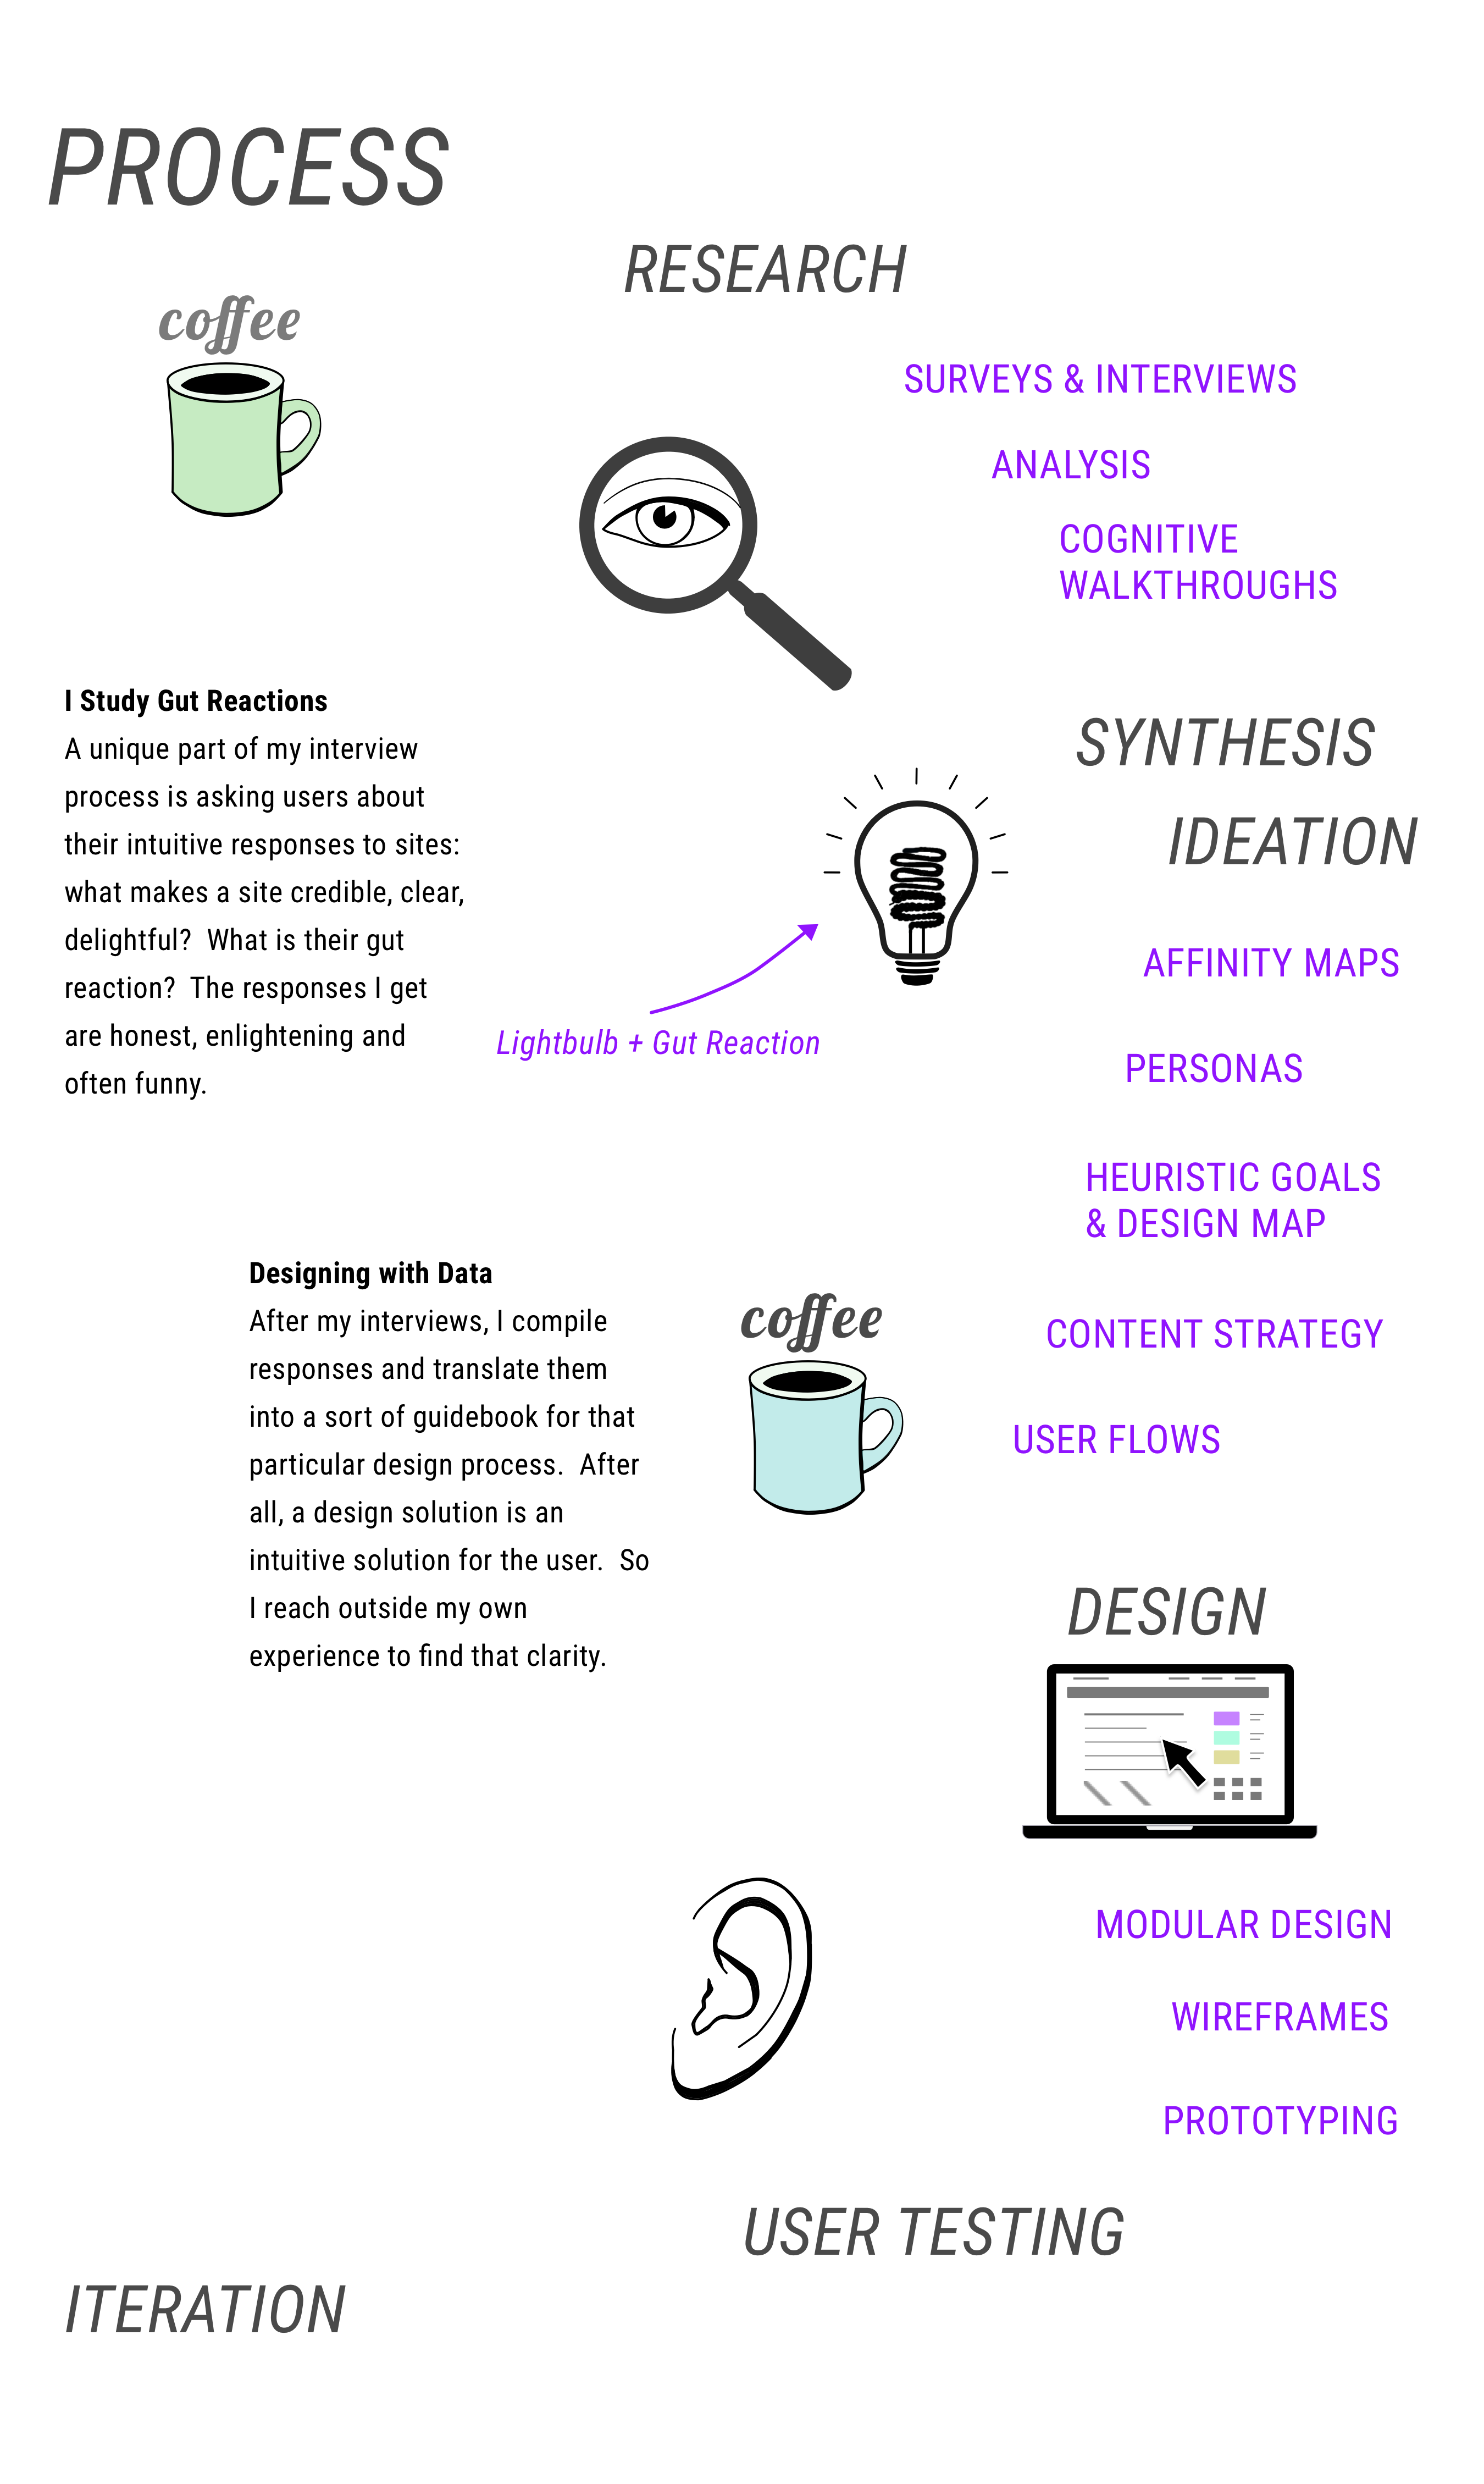 PROCESS
RESEARCH
coffee
SURVEYS & INTERVIEWS
ANALYSIS
COGNITIVE
WALKTHROUGHS
I Study Gut Reactions
A unique part of my interview
process is asking users about
their intuitive responses to sites:
what makes a site credible, clear,
delightful?  What is their gut
reaction?  The responses I get
are honest, enlightening and
often funny.
SYNTHESIS
IDEATION
Lightbulb + Gut Reaction
AFFINITY MAPS
PERSONAS
HEURISTIC GOALS
& DESIGN MAP
Designing with Data
After my interviews, I compile
responses and translate them
into a sort of guidebook for that
particular design process.  After
all, a design solution is an
intuitive solution for the user.  So
I reach outside my own
experience to find that clarity.
coffee
CONTENT STRATEGY
USER FLOWS
DESIGN
MODULAR DESIGN
WIREFRAMES
PROTOTYPING
USER TESTING
ITERATION